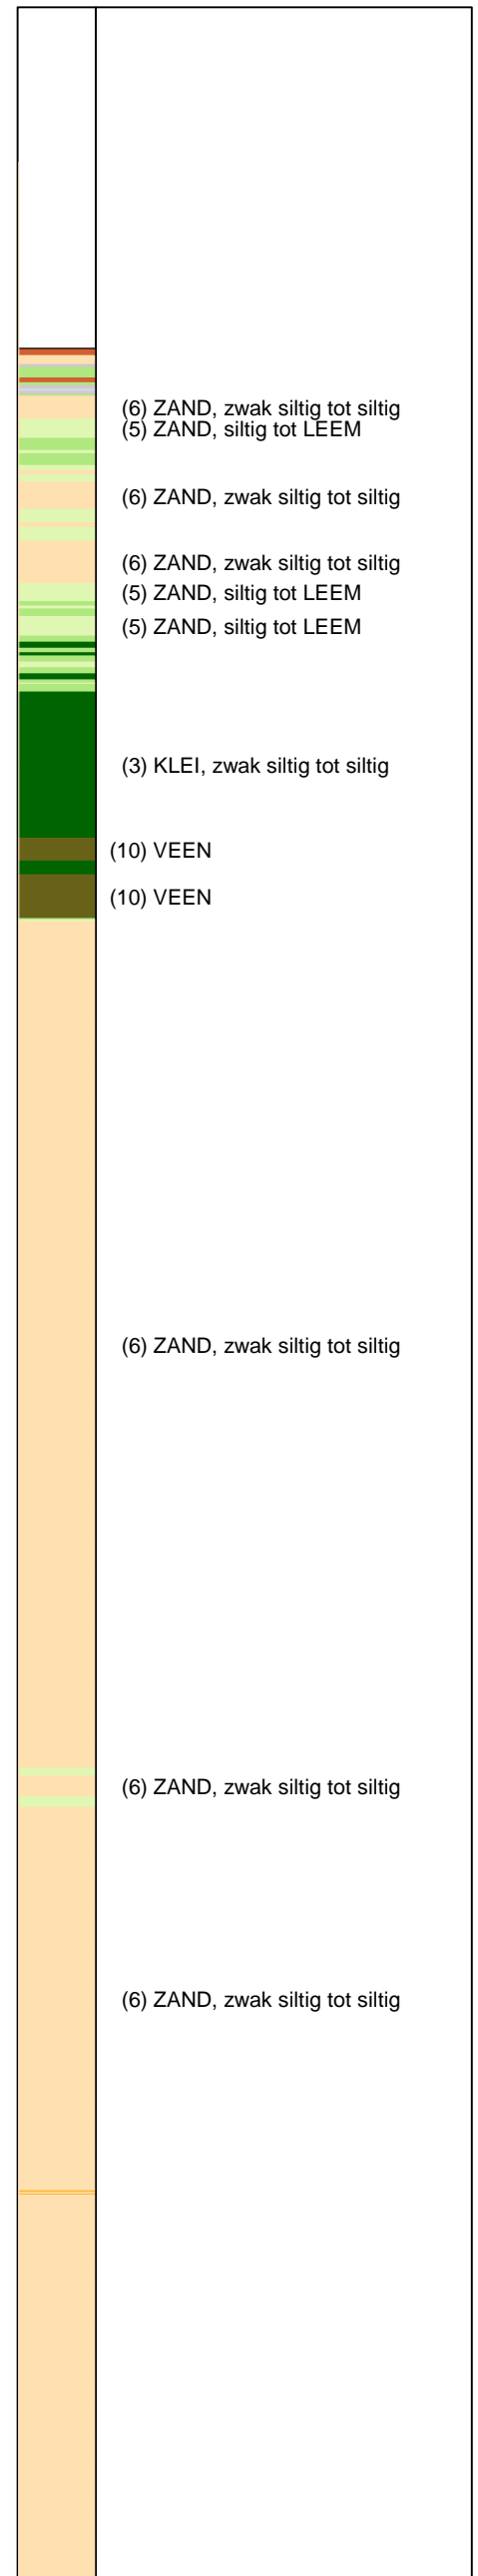 (6) ZAND, zwak siltig tot siltig
(5) ZAND, siltig tot LEEM
(6) ZAND, zwak siltig tot siltig
(6) ZAND, zwak siltig tot siltig
(5) ZAND, siltig tot LEEM
(5) ZAND, siltig tot LEEM
(3) KLEI, zwak siltig tot siltig
(10) VEEN
(10) VEEN
(6) ZAND, zwak siltig tot siltig
(6) ZAND, zwak siltig tot siltig
(6) ZAND, zwak siltig tot siltig